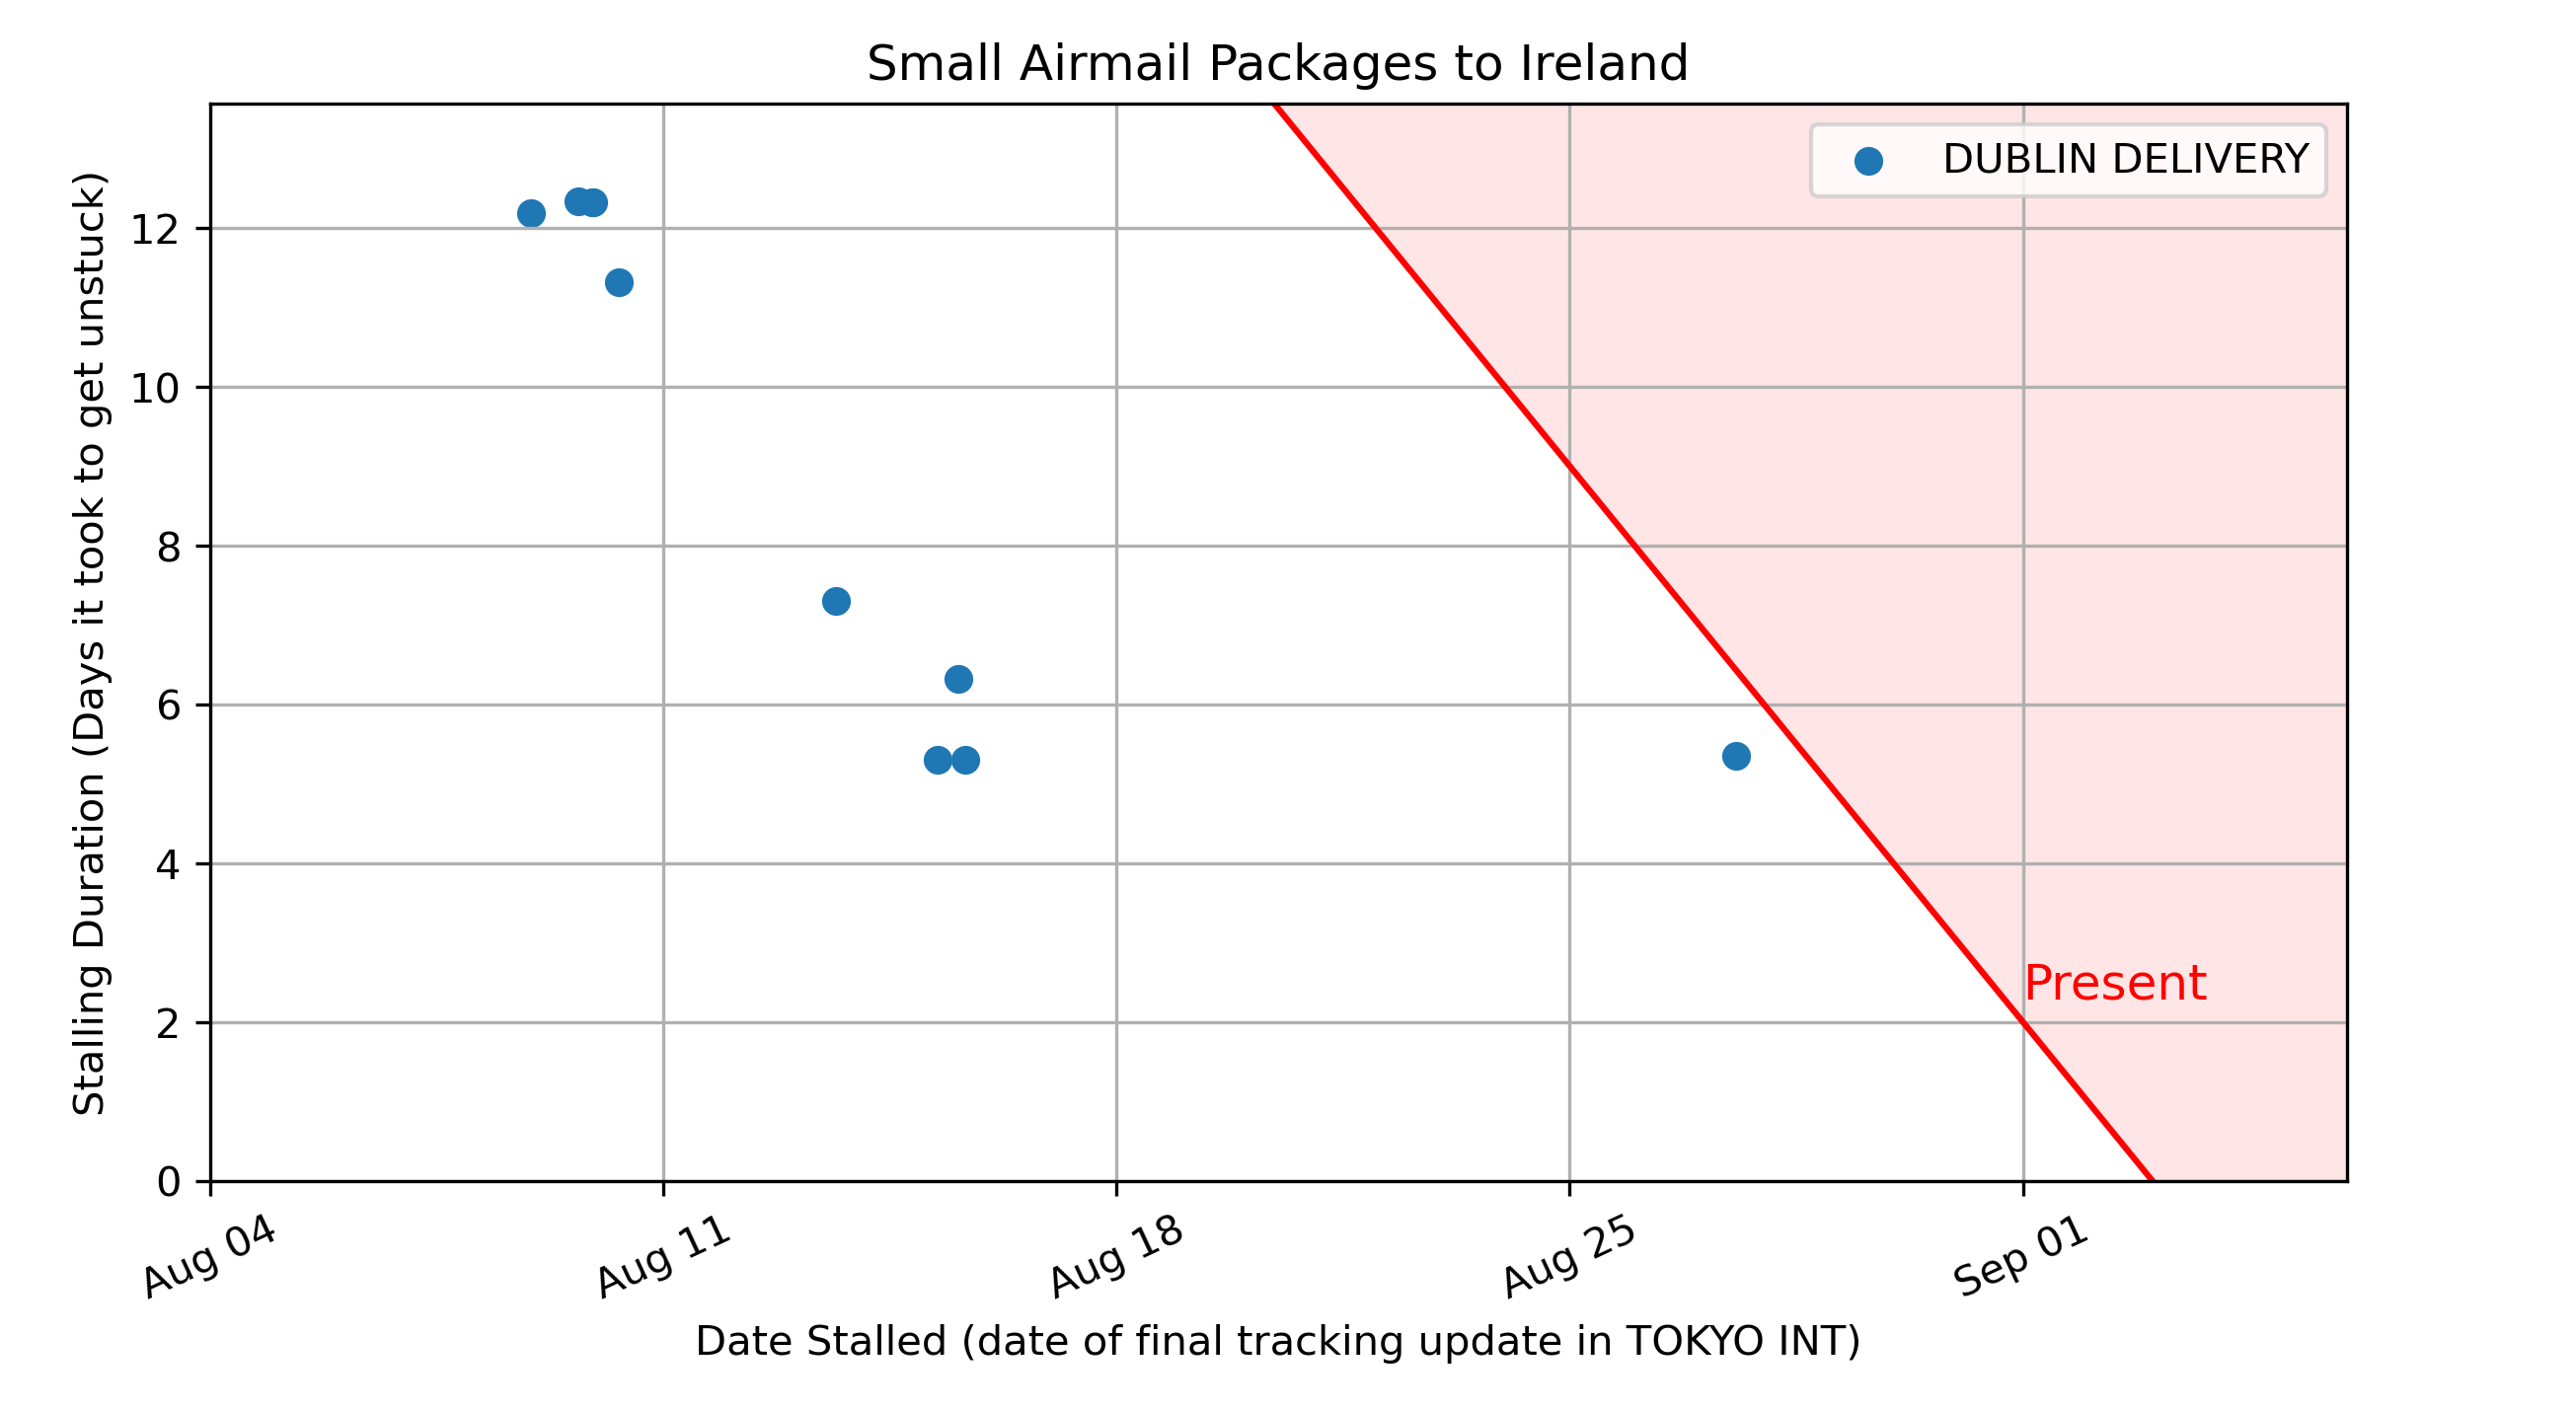 Small Airmail Packages to Ireland
DUBLIN DELIVERY
Stalling Duration (Days it took to get unstuck)
12
10
8
6
4
2
0
Present
Aug 04
Aug 11
Aug 18
Aug 25
Sep 01
Date Stalled (date of final tracking update in TOKYO INT)